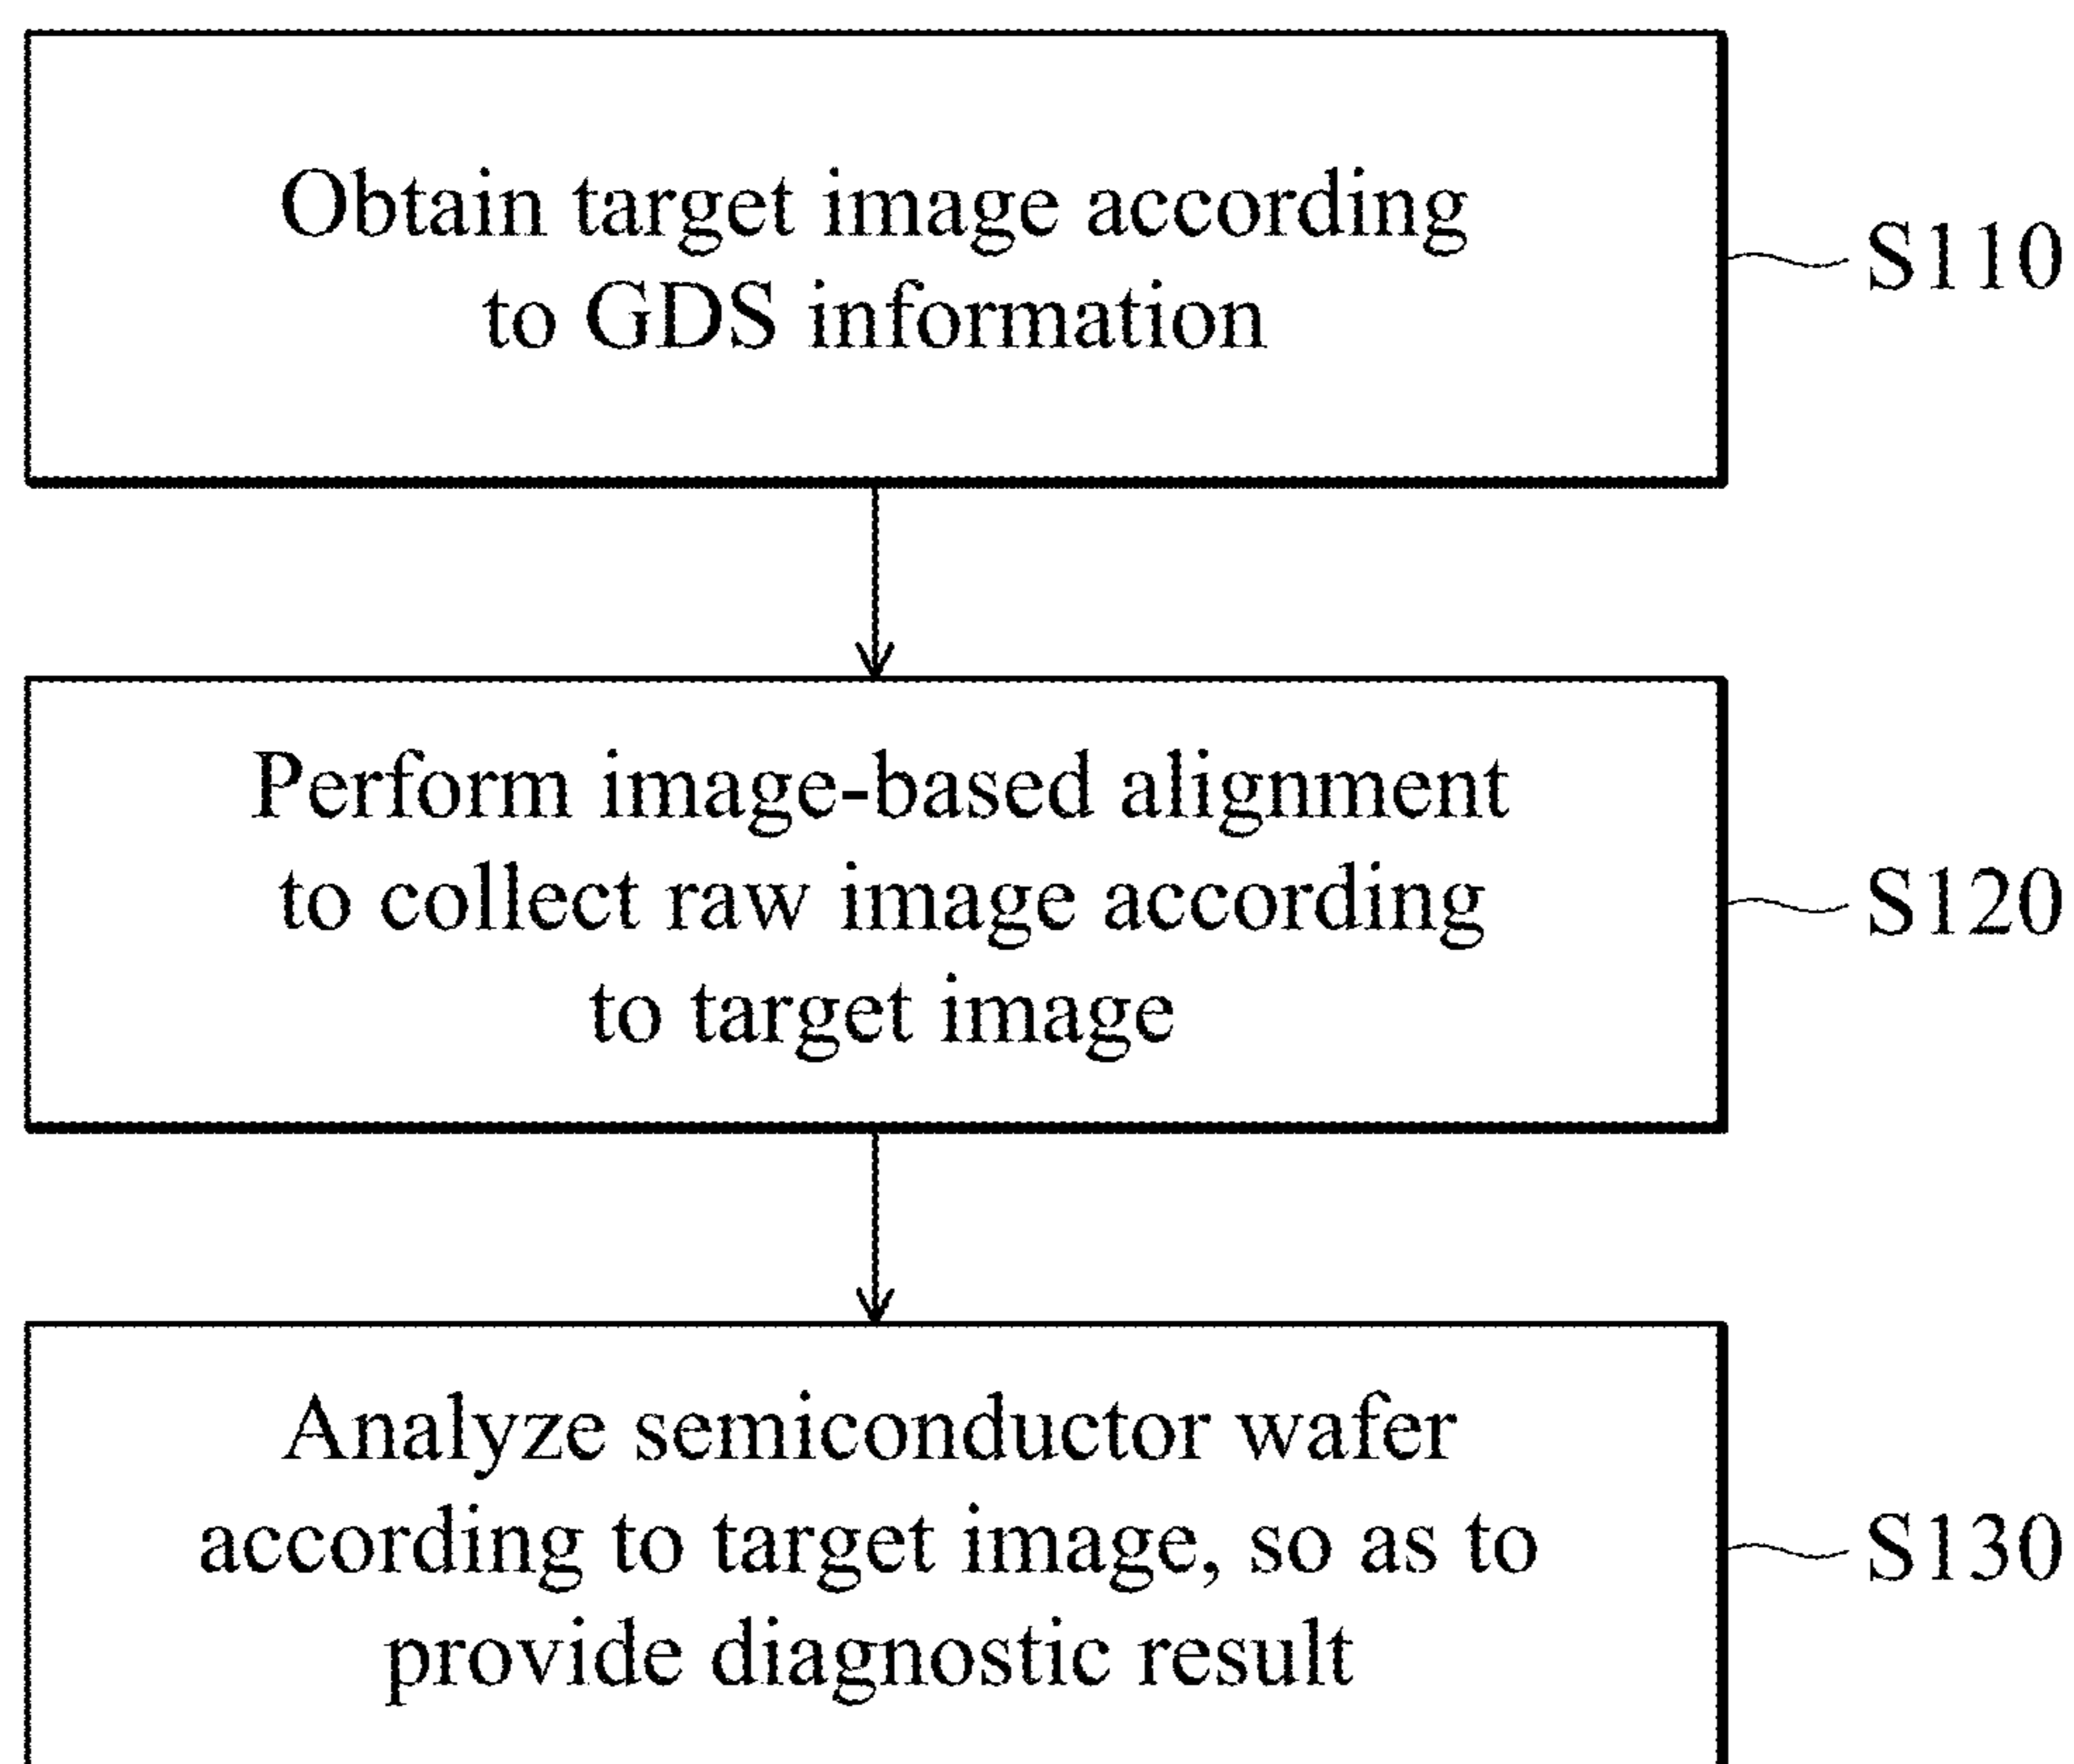 Obtain target image according
to GDS information
S110
Perform image-based alignment
to collect raw image according
to target image
S120
Analyze semiconductor wafer
according to target image, so as to
provide diagnostic result
S130